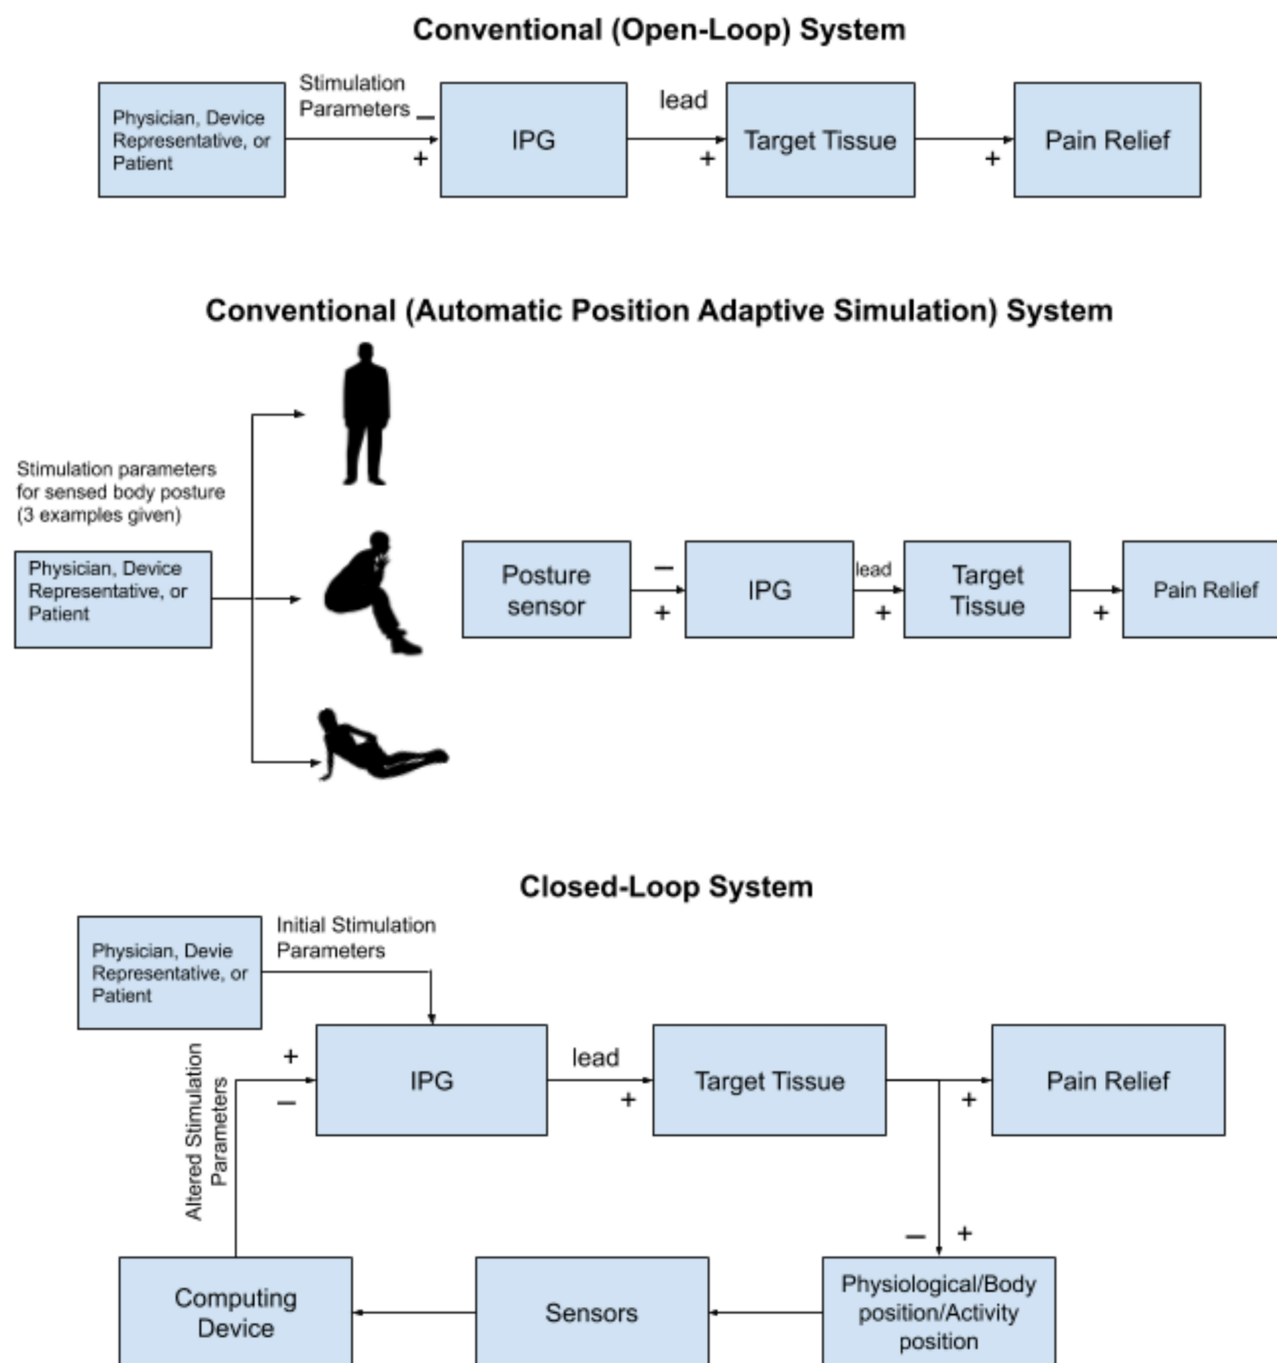 Conventional (Open-Loop) System
Physician, Device
Representative, or
Patient
Stimulation
Parameters
–
+
IPG
lead
+
Target Tissue
+
Pain Relief
Conventional (Automatic Position Adaptive Simulation) System
Stimulation parameters
for sensed body posture
(3 examples given)
Physician, Device
Representative, or
Patient
Posture
sensor
–
+
IPG
lead
+
Target
Tissue
+
Pain Relief
Closed-Loop System
Physician, Devie
Representative, or
Patient
Initial Stimulation
Parameters
Altered Stimulation
Parameters
+
–
IPG
lead
+
Target Tissue
+
Pain Relief
– +
Computing
Device
Sensors
Physiological/Body
position/Activity
position